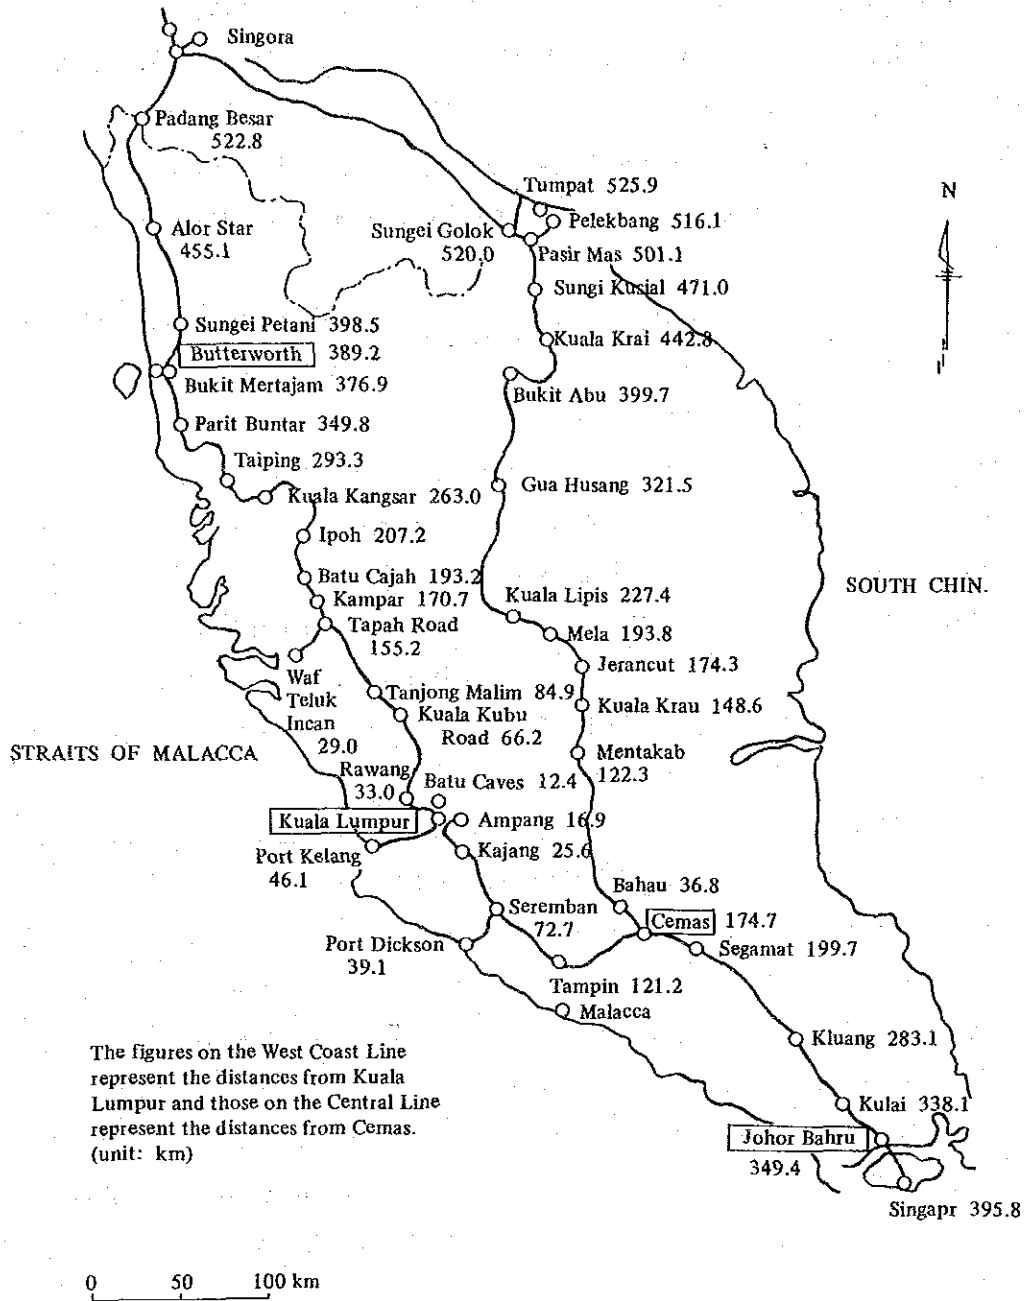 Singora
Padang Besar
522.8
Tumpat 525.9
Pelekbang 516.1
N
Alor Star
455.1
Sungei Golok
520.0
Pasir Mas 501.1
Sungi Kusial 471.0
Sungei Petani 398.5
Kuala Krai 442.8
Butterworth 389.2
Bukit Mertajam 376.9
Bukit Abu 399.7
Parit Buntar 349.8
Taiping 293.3
Kuala Kangsar 263.0
Gua Husang 321.5
Ipoh 207.2
Batu Cajah 193.2
Kampar 170.7
SOUTH CHIN.
Kuala Lipis 227.4
Tapah Road
155.2
Mela 193.8
Jerancut 174.3
Waf
Teluk
Incan
29.0
Tanjong Malim 84.9
Kuala Krau 148.6
Kuala Kubu
Road 66.2
STRAITS OF MALACCA
Mentakab
122.3
Rawang
33.0
Batu Caves 12.4
Kuala Lumpur
Ampang 16.9
Kajang 25.6
Port Kelang
46.1
Bahau 36.8
Seremban
72.7
Cemas 174.7
Port Dickson
39.1
Segamat 199.7
Tampin 121.2
Malacca
Kluang 283.1
The figures on the West Coast Line
represent the distances from Kuala
Lumpur and those on the Central Line
represent the distances from Cemas.
(unit: km)
Kulai 338.1
Johor Bahru
349.4
Singapr 395.8
0 50 100 km